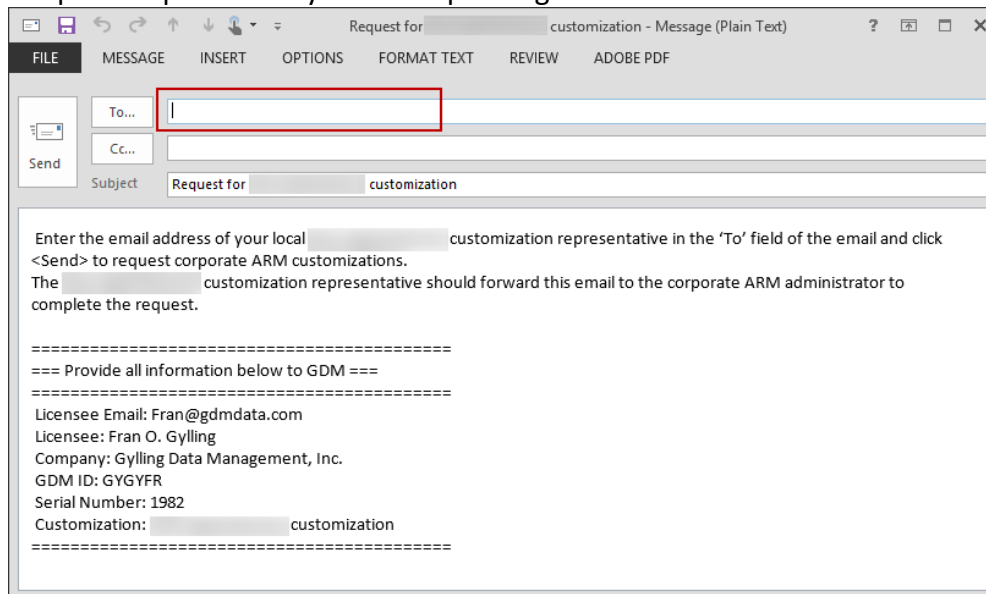 Request for customization - Message (Plain Text) ?
FILE MESSAGE INSERT OPTIONS FORMAT TEXT REVIEW ADOBE PDF
To...
Cc...
Send
Subject Request for customization
Enter the email address of your local customization representative in the ‘To’ field of the email and click
<Send> to request corporate ARM customizations.
The customization representative should forward this email to the corporate ARM administrator to
complete the request.
===========================================
=== Provide all information below to GDM ===
===========================================
Licensee Email: Fran@gdmdata.com
Licensee: Fran O. Gylling
Company: Gylling Data Management, Inc.
GDM ID: GYGYFR
Serial Number: 1982
Customization: customization
===========================================